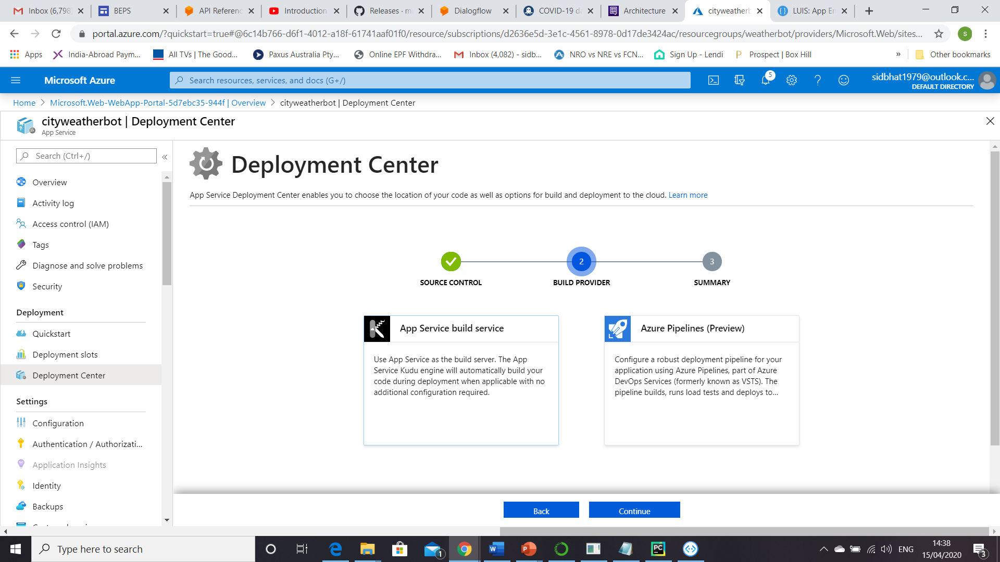 Inbox (6,798
BEPS
API Referenc
Introduction
Releases · m
Dialogflow
COVID-19 d
Architecture
cityweatherb
LUIS: App En
portal.azure.com/?quickstart=true#@6c14b766-d6f1-4012-a18f-61741aaf01f0/resource/subscriptions/d2636e5d-3e1c-4561-8978-0d17de3424ac/resourcegroups/weatherbot/providers/Microsoft.Web/sites...
s
Apps
India-Abroad Paym...
All TVs | The Good...
Paxus Australia Pty...
Online EPF Withdra...
Inbox (4,082) - sidb...
NRO vs NRE vs FCN...
Sign Up - Lendi
Prospect | Box Hill
»
Other bookmarks
Microsoft Azure
Search resources, services, and docs (G+/)
5
sidbhat1979@outlook.c...
DEFAULT DIRECTORY
Home > Microsoft.Web-WebApp-Portal-5d7ebc35-944f | Overview > cityweatherbot | Deployment Center
cityweatherbot | Deployment Center
App Service
Search (Ctrl+/)
«
Overview
Activity log
Access control (IAM)
Tags
Diagnose and solve problems
Security
Deployment
Quickstart
Deployment slots
Deployment Center
Settings
Configuration
Authentication / Authorizati...
Application Insights
Identity
Backups
Deployment Center
App Service Deployment Center enables you to choose the location of your code as well as options for build and deployment to the cloud. Learn more
2
3
SOURCE CONTROL
BUILD PROVIDER
SUMMARY
App Service build service
Use App Service as the build server. The App
Service Kudu engine will automatically build your
code during deployment when applicable with no
additional configuration required.
Azure Pipelines (Preview)
Configure a robust deployment pipeline for your
application using Azure Pipelines, part of Azure
DevOps Services (formerly known as VSTS). The
pipeline builds, runs load tests and deploys to...
Back
Continue
Type here to search
1
ENG
14:38
15/04/2020
3